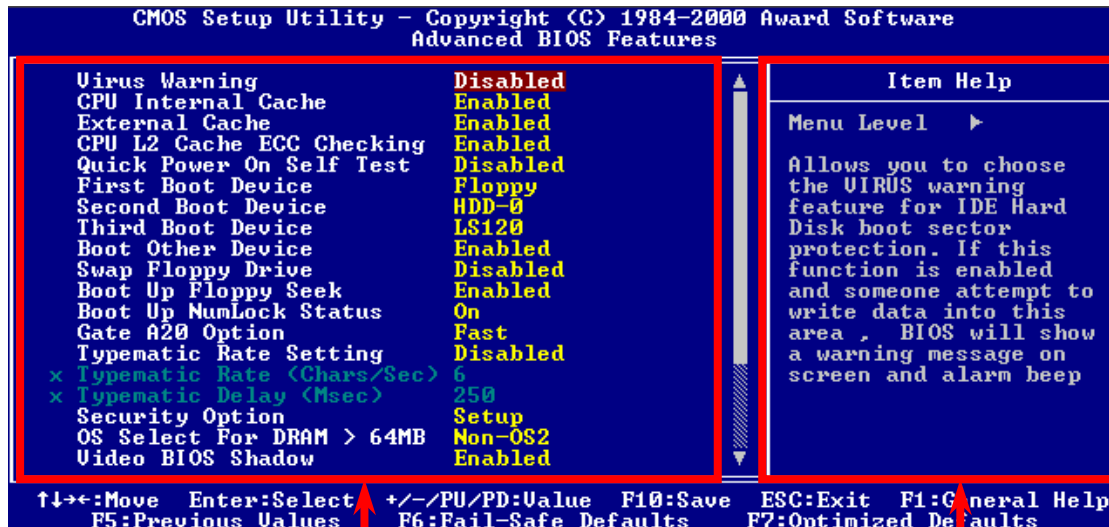 CMOS Setup Utility – Copyright (C) 1984-2000 Award Software
Advanced BIOS Features
Virus Warning Disabled
CPU Internal Cache Enabled
External Cache Enabled
CPU L2 Cache ECC Checking Enabled
Quick Power On Self Test Disabled
First Boot Device Floppy
Second Boot Device HDD-0
Third Boot Device LS120
Boot Other Device Enabled
Swap Floppy Drive Disabled
Boot Up Floppy Seek Enabled
Boot Up NumLock Status On
Gate A20 Option Fast
Typematic Rate Setting Disabled
x Typematic Rate (Chars/Sec) 6
x Typematic Delay (Msec) 250
Security Option Setup
OS Select For DRAM > 64MB Non-OS2
Video BIOS Shadow Enabled
Item Help
Menu Level ▶
Allows you to choose
the VIRUS warning
feature for IDE Hard
Disk boot sector
protection. If this
function is enabled
and someone attempt to
write data into this
area , BIOS will show
a warning message on
screen and alarm beep
↑↓→←:Move Enter:Select +/-/PU/PD:Value F10:Save ESC:Exit F1:General Help
F5:Previous Values F6:Fail-Safe Defaults F7:Optimized Defaults